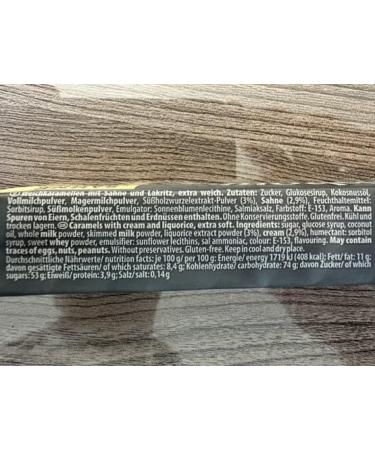 Weichkaramellen mit Sahne und Lakritz, extra weich. Zutaten: Zucker, Glukosesirup, Kokosnussöl,
Vollmilchpulver, Magermilchpulver, Süßholzwurzelextrakt-Pulver (3%), Sahne (2,9%), Feuchthaltemittel:
Sorbitsirup, Süßmolkenpulver, Emulgator: Sonnenblumenlecithine, Salmiaksalz, Farbstoff: E-153, Aroma. Kann
Spuren von Eiern, Schalenfrüchten und Erdnüssen enthalten. Ohne Konservierungsstoffe. Glutenfrei. Kühl und
trocken lagern. GB Caramels with cream and liquorice, extra soft. Ingredients: sugar, glucose syrup, coconut
oil, whole milk powder, skimmed milk powder, liquorice extract powder (3%), cream (2,9%), humectant: sorbitol
syrup, sweet whey powder, emulsifier: sunflower lecithins, sal ammoniac, colour: E-153, flavouring. May contain
traces of eggs, nuts, peanuts. Without preservatives. Gluten-free. Keep in cool and dry place.
Durchschnittliche Nährwerte/ nutrition facts: je 100 g/ per 100 g: Energie/ energy 1719 kJ (408 kcal); Fett/ fat: 11 g;
davon gesättigte Fettsäuren/ of which saturates: 8,4 g; Kohlenhydrate/ carbohydrate: 74 g; davon Zucker/ of which
sugars: 53 g; Eiweiß/ protein: 3,9 g; Salz/ salt: 0,14 g